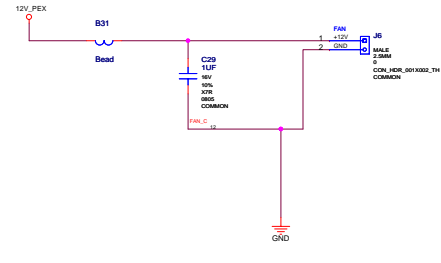 12V_PEX
B31
Bead
C29
1UF
16V
10%
X7R
0805
COMMON
FAN_C
12
FAN
1 +12V
2 GND
J6
MALE
2.5MM
0
CON_HDR_001X002_TH
COMMON
GND